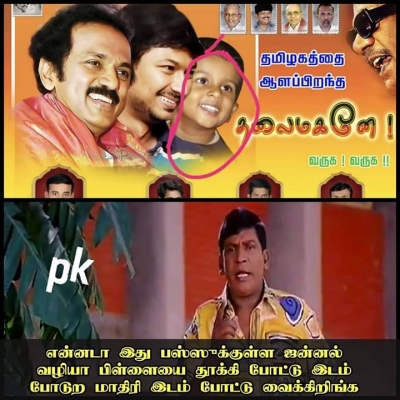 தமிழகத்தை
ஆளப்பிறந்த
தலைமகனே !
வருக ! வருக !!
pk
என்னடா இது பஸ்ஸுக்குள்ள ஜன்னல்
வழியா பிள்ளையை தூக்கி போட்டு இடம்
போடுற மாதிரி இடம் போட்டு வைக்கிறிங்க